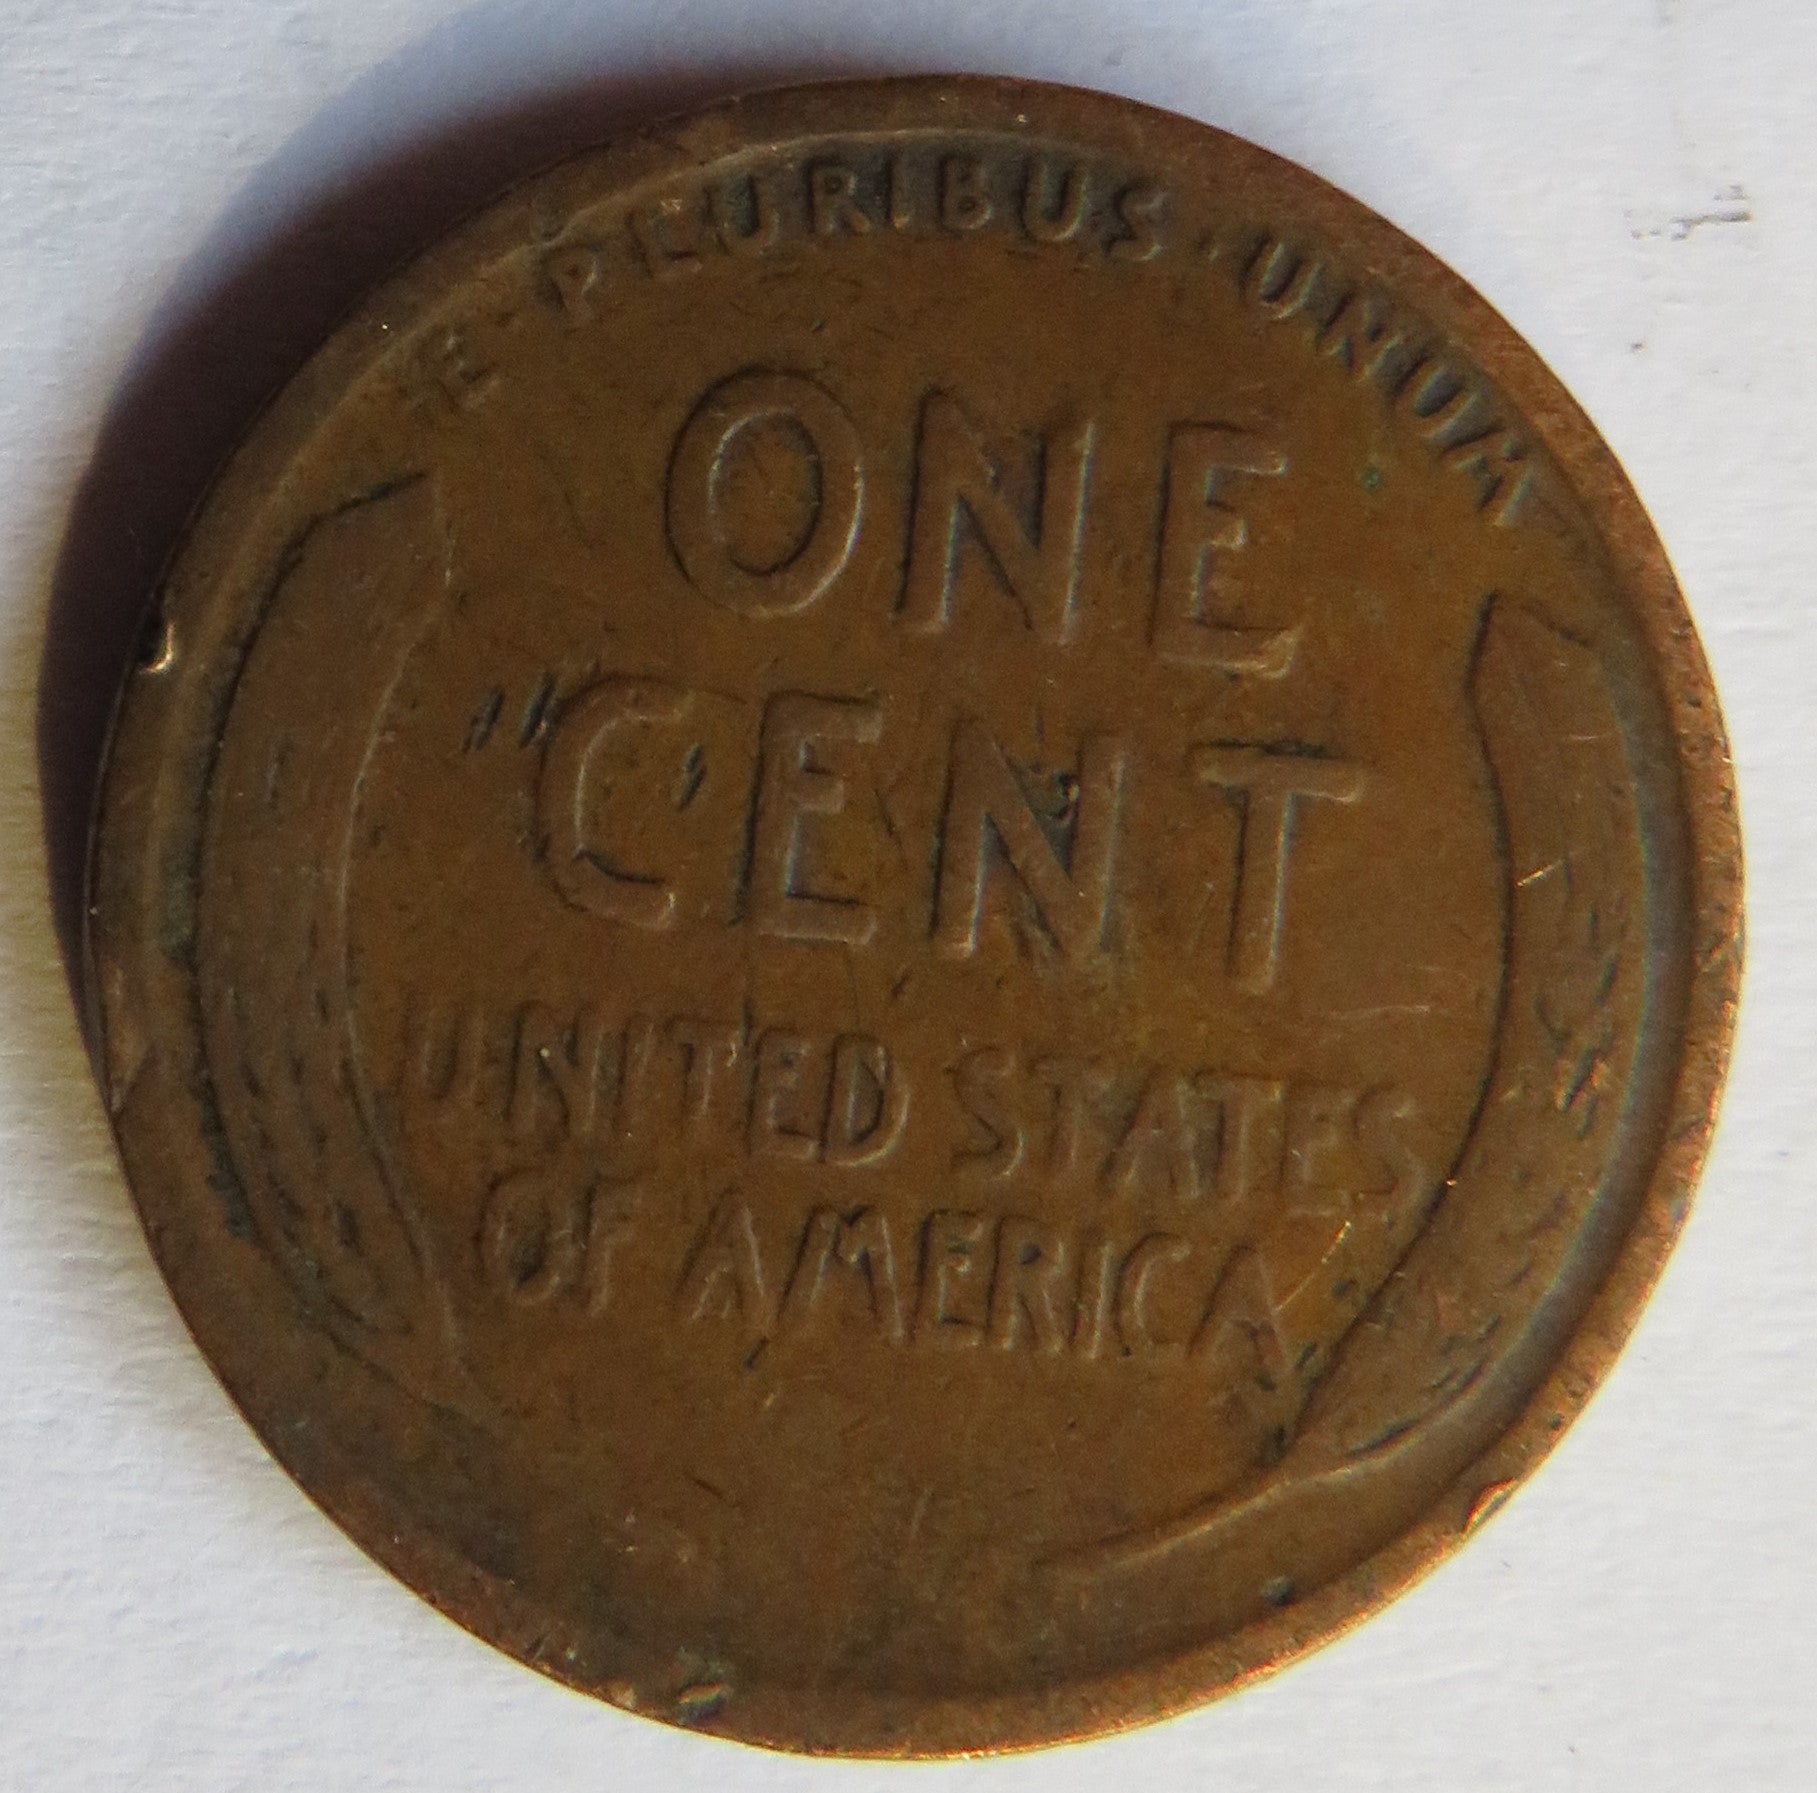 E · PLURIBUS · UNUM
ONE
CENT
UNITED STATES
OF AMERICA